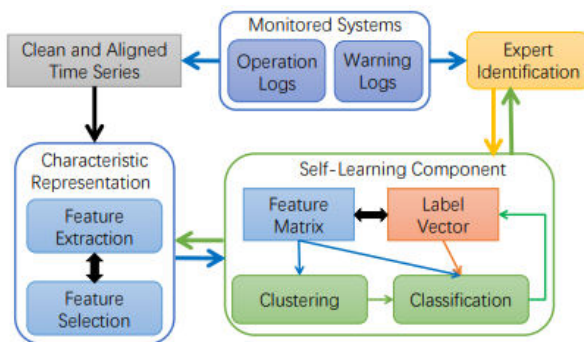 Monitored Systems
Clean and Aligned
Time Series
Operation
Logs
Warning
Logs
Expert
Identification
Characteristic
Representation
Feature
Extraction
Feature
Selection
Self-Learning Component
Feature
Matrix
Label
Vector
Clustering
Classification